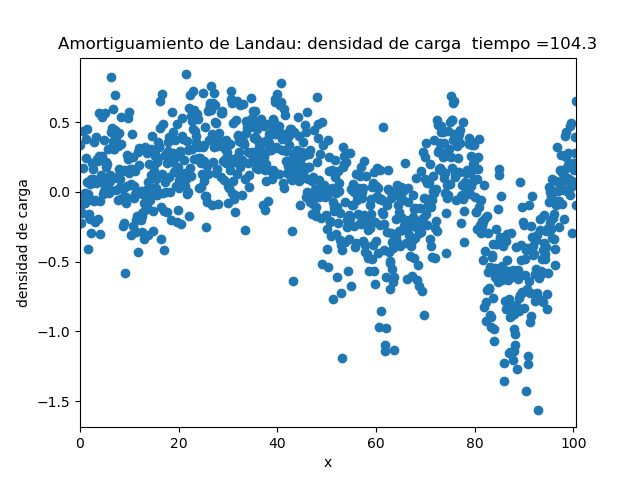 Amortiguamiento de Landau: densidad de carga  tiempo =104.3
densidad de carga
0.5
0.0
−0.5
−1.0
−1.5
0 20 40 60 80 100
x